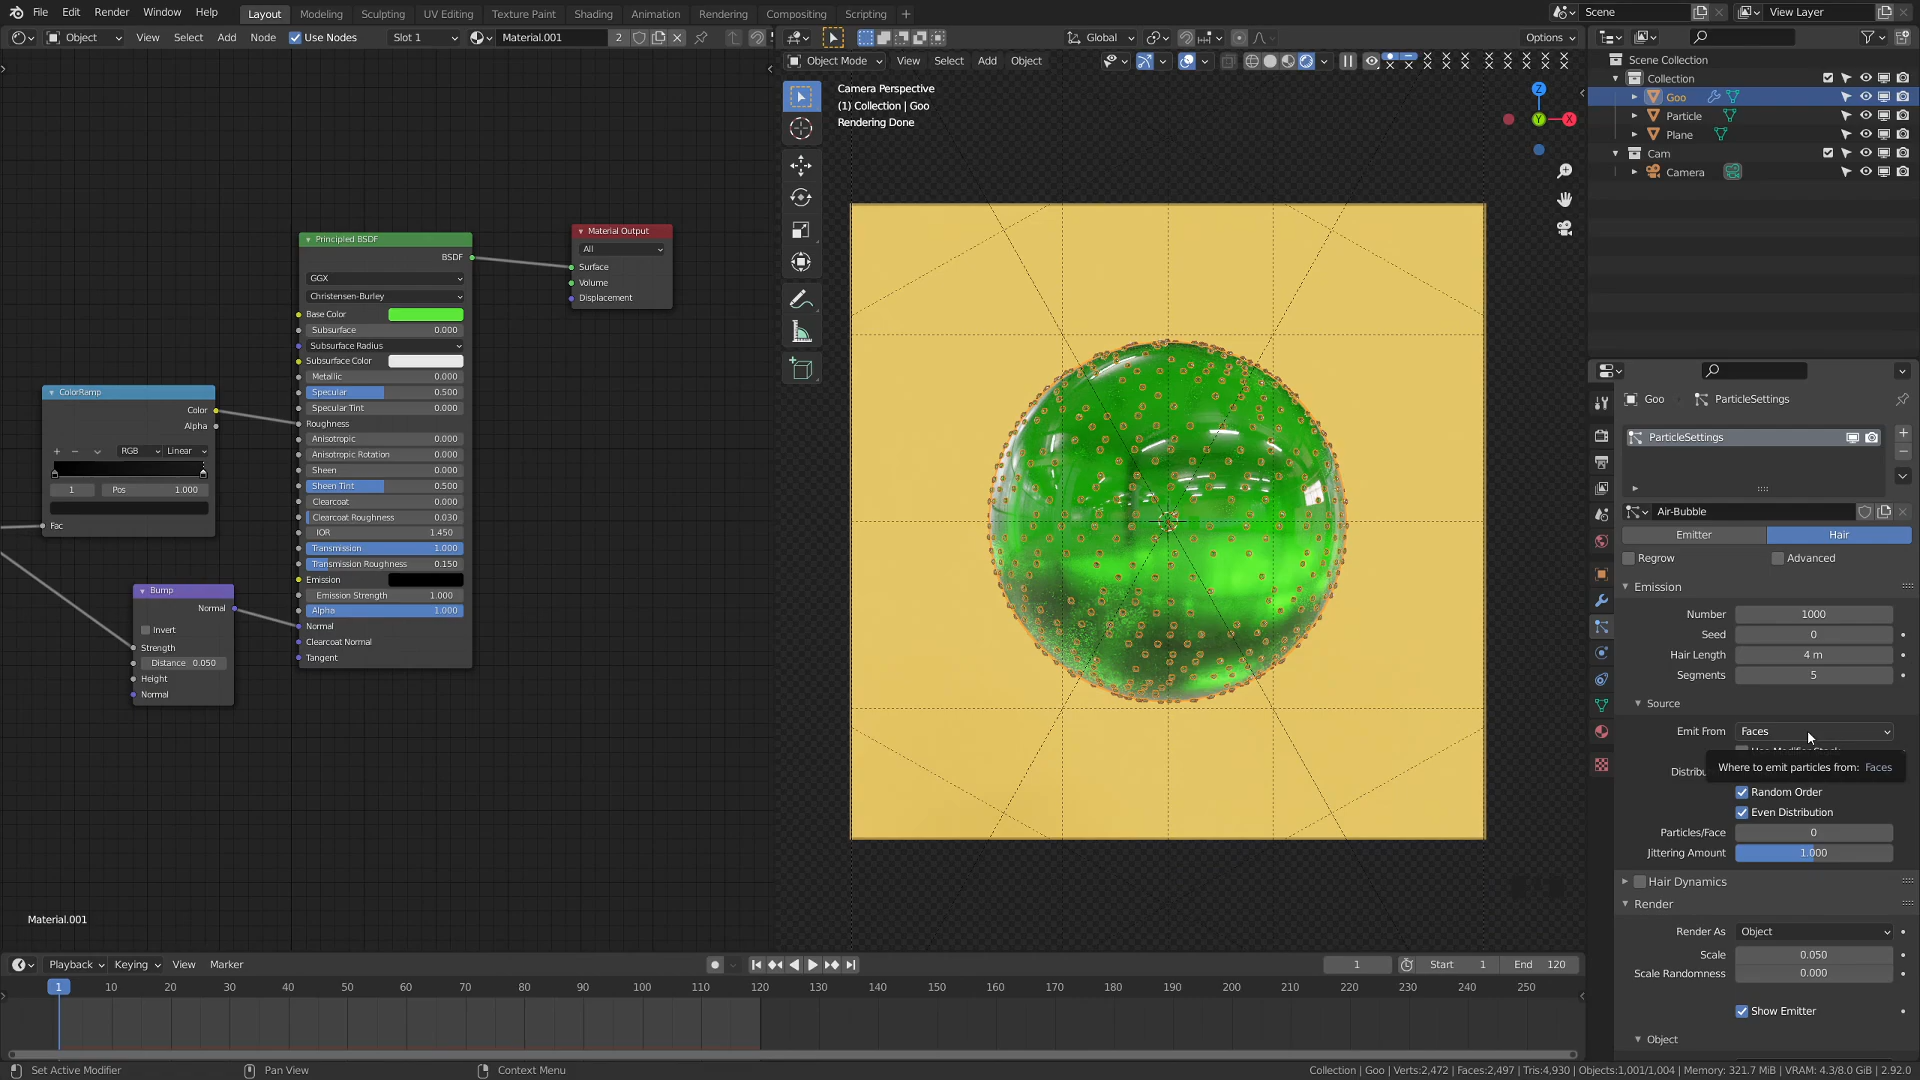 File Edit Render Window Help Layout Modeling Sculpting UV Editing Texture Paint Shading Animation Rendering Compositing Scripting + Scene View Layer
Object View Select Add Node Use Nodes Slot 1 Material.001 2 Global Options
Object Mode View Select Add Object
Camera Perspective
(1) Collection | Goo
Rendering Done
Z
Y
X
Scene Collection
Collection
Goo
Particle
Plane
Cam
Camera
Principled BSDF
BSDF
GGX
Christensen-Burley
Base Color
Subsurface 0.000
Subsurface Radius
Subsurface Color
Metallic 0.000
Specular 0.500
Specular Tint 0.000
Roughness
Anisotropic 0.000
Anisotropic Rotation 0.000
Sheen 0.000
Sheen Tint 0.500
Clearcoat 0.000
Clearcoat Roughness 0.030
IOR 1.450
Transmission 1.000
Transmission Roughness 0.150
Emission
Emission Strength 1.000
Alpha 1.000
Normal
Clearcoat Normal
Tangent
Material Output
All
Surface
Volume
Displacement
ColorRamp
Color
Alpha
RGB Linear
1 Pos 1.000
Fac
Bump
Normal
Invert
Strength
Distance 0.050
Height
Normal
Material.001
Goo ParticleSettings
ParticleSettings
Air-Bubble
Emitter Hair
Regrow Advanced
Emission
Number 1000
Seed 0
Hair Length 4 m
Segments 5
Source
Emit From Faces
Use Modifier Stack
Where to emit particles from: Faces
Random Order
Even Distribution
Particles/Face 0
Jittering Amount 1.000
Hair Dynamics
Render
Render As Object
Scale 0.050
Scale Randomness 0.000
Show Emitter
Object
Playback Keying View Marker 1 Start 1 End 120
1 10 20 30 40 50 60 70 80 90 100 110 120 130 140 150 160 170 180 190 200 210 220 230 240 250
Set Active Modifier Pan View Context Menu Collection | Goo | Verts:2,472 | Faces:2,497 | Tris:4,930 | Objects:1,001/1,004 | Memory: 321.7 MiB | VRAM: 4.3/8.0 GiB | 2.92.0